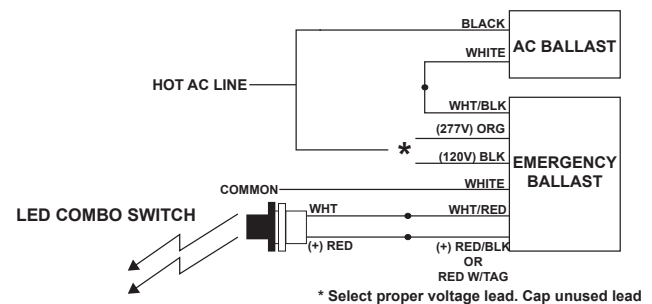 BLACK
AC BALLAST
WHITE
HOT AC LINE
WHT/BLK
(277V) ORG
*
(120V) BLK
EMERGENCY
BALLAST
COMMON
WHITE
LED COMBO SWITCH
WHT
WHT/RED
(+) RED
(+) RED/BLK
OR
RED W/TAG
* Select proper voltage lead. Cap unused lead